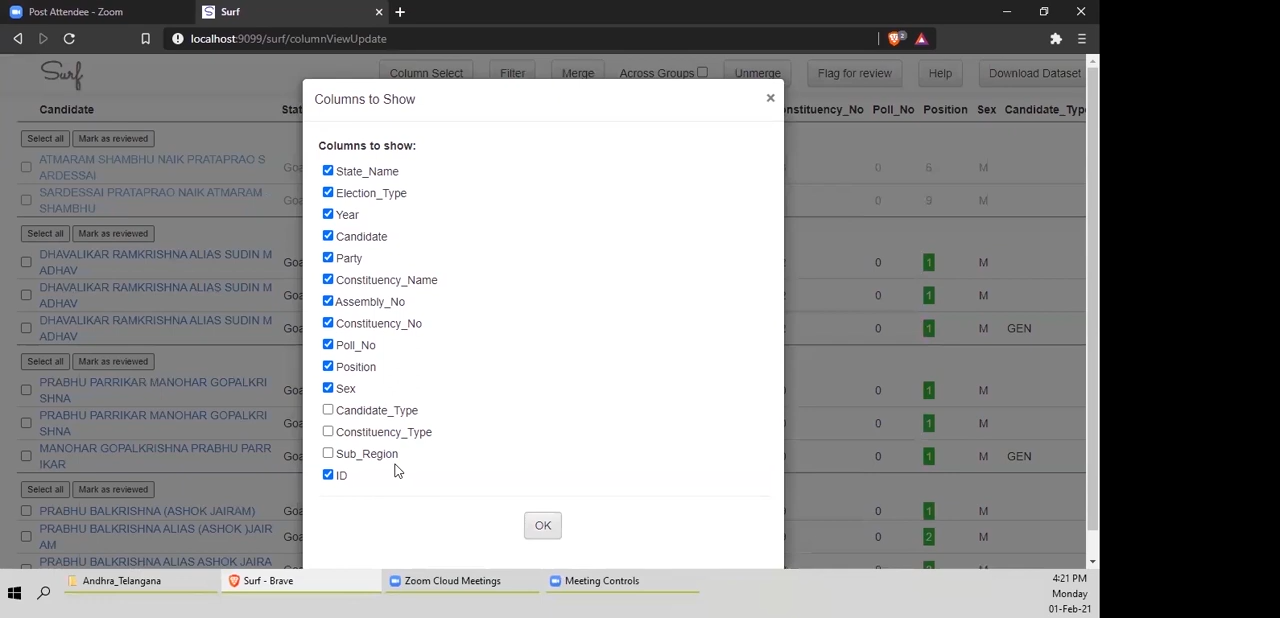 Post Attendee - Zoom
Surf
localhost:9099/surf/columnViewUpdate
2
Surf
Column Select
Filter
Merge
Across Groups
Unmerge
Flag for review
Help
Download Dataset
Candidate
Poll_No
Position
Sex
Select all Mark as reviewed
ATMARAM SHAMBHU NAIK PRATAPRAO S
ARDESSAI
Goa 0 6 M
SARDESSAI PRATAPRAO NAIK ATMARAM
SHAMBHU
0 9 M
Select all Mark as reviewed
DHAVALIKAR RAMKRISHNA ALIAS SUDIN M
ADHAV
0 1 M
DHAVALIKAR RAMKRISHNA ALIAS SUDIN M
ADHAV
0 1 M
DHAVALIKAR RAMKRISHNA ALIAS SUDIN M
ADHAV
0 1 M GEN
Select all Mark as reviewed
PRABHU PARRIKAR MANOHAR GOPALKRI
SHNA
0 1 M
PRABHU PARRIKAR MANOHAR GOPALKRI
SHNA
0 1 M
MANOHAR GOPALKRISHNA PRABHU PARR
IKAR
1 M GEN
Select all Mark as reviewed
PRABHU BALKRISHNA (ASHOK JAIRAM)
1 M
PRABHU BALKRISHNA ALIAS (ASHOK )JAIR
AM
2 M
PRABHU BALKRISHNA ALIAS ASHOK JAIRA
Columns to Show
×
Columns to show:
State_Name
Election_Type
Year
Candidate
Party
Constituency_Name
Assembly_No
Constituency_No
Poll_No
Position
Sex
Candidate_Type
Constituency_Type
Sub_Region
ID
OK
Andhra_Telangana
Surf - Brave
Zoom Cloud Meetings
Meeting Controls
4:21 PM
Monday
01-Feb-21